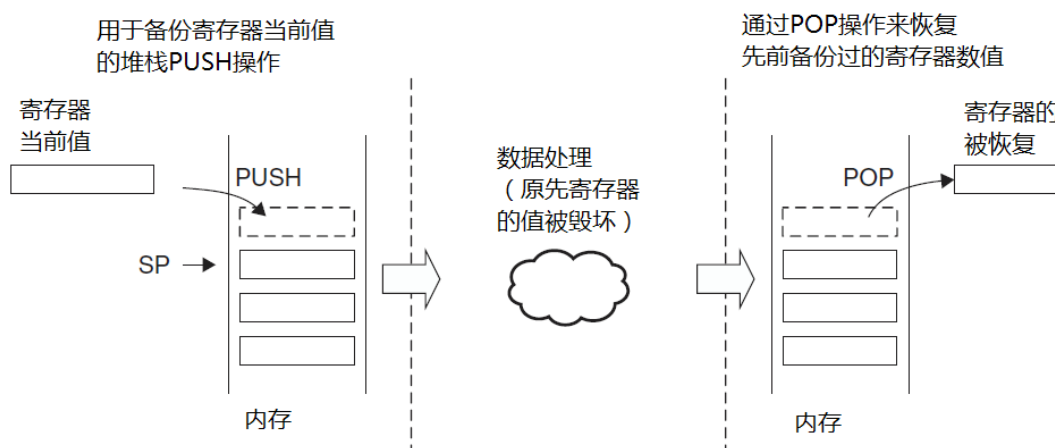 用于备份寄存器当前值
的堆栈PUSH操作
寄存器
当前值
PUSH
SP
内存
数据处理
（原先寄存器
的值被毁坏）
通过POP操作来恢复
先前备份过的寄存器数值
POP
寄存器的
被恢复
内存